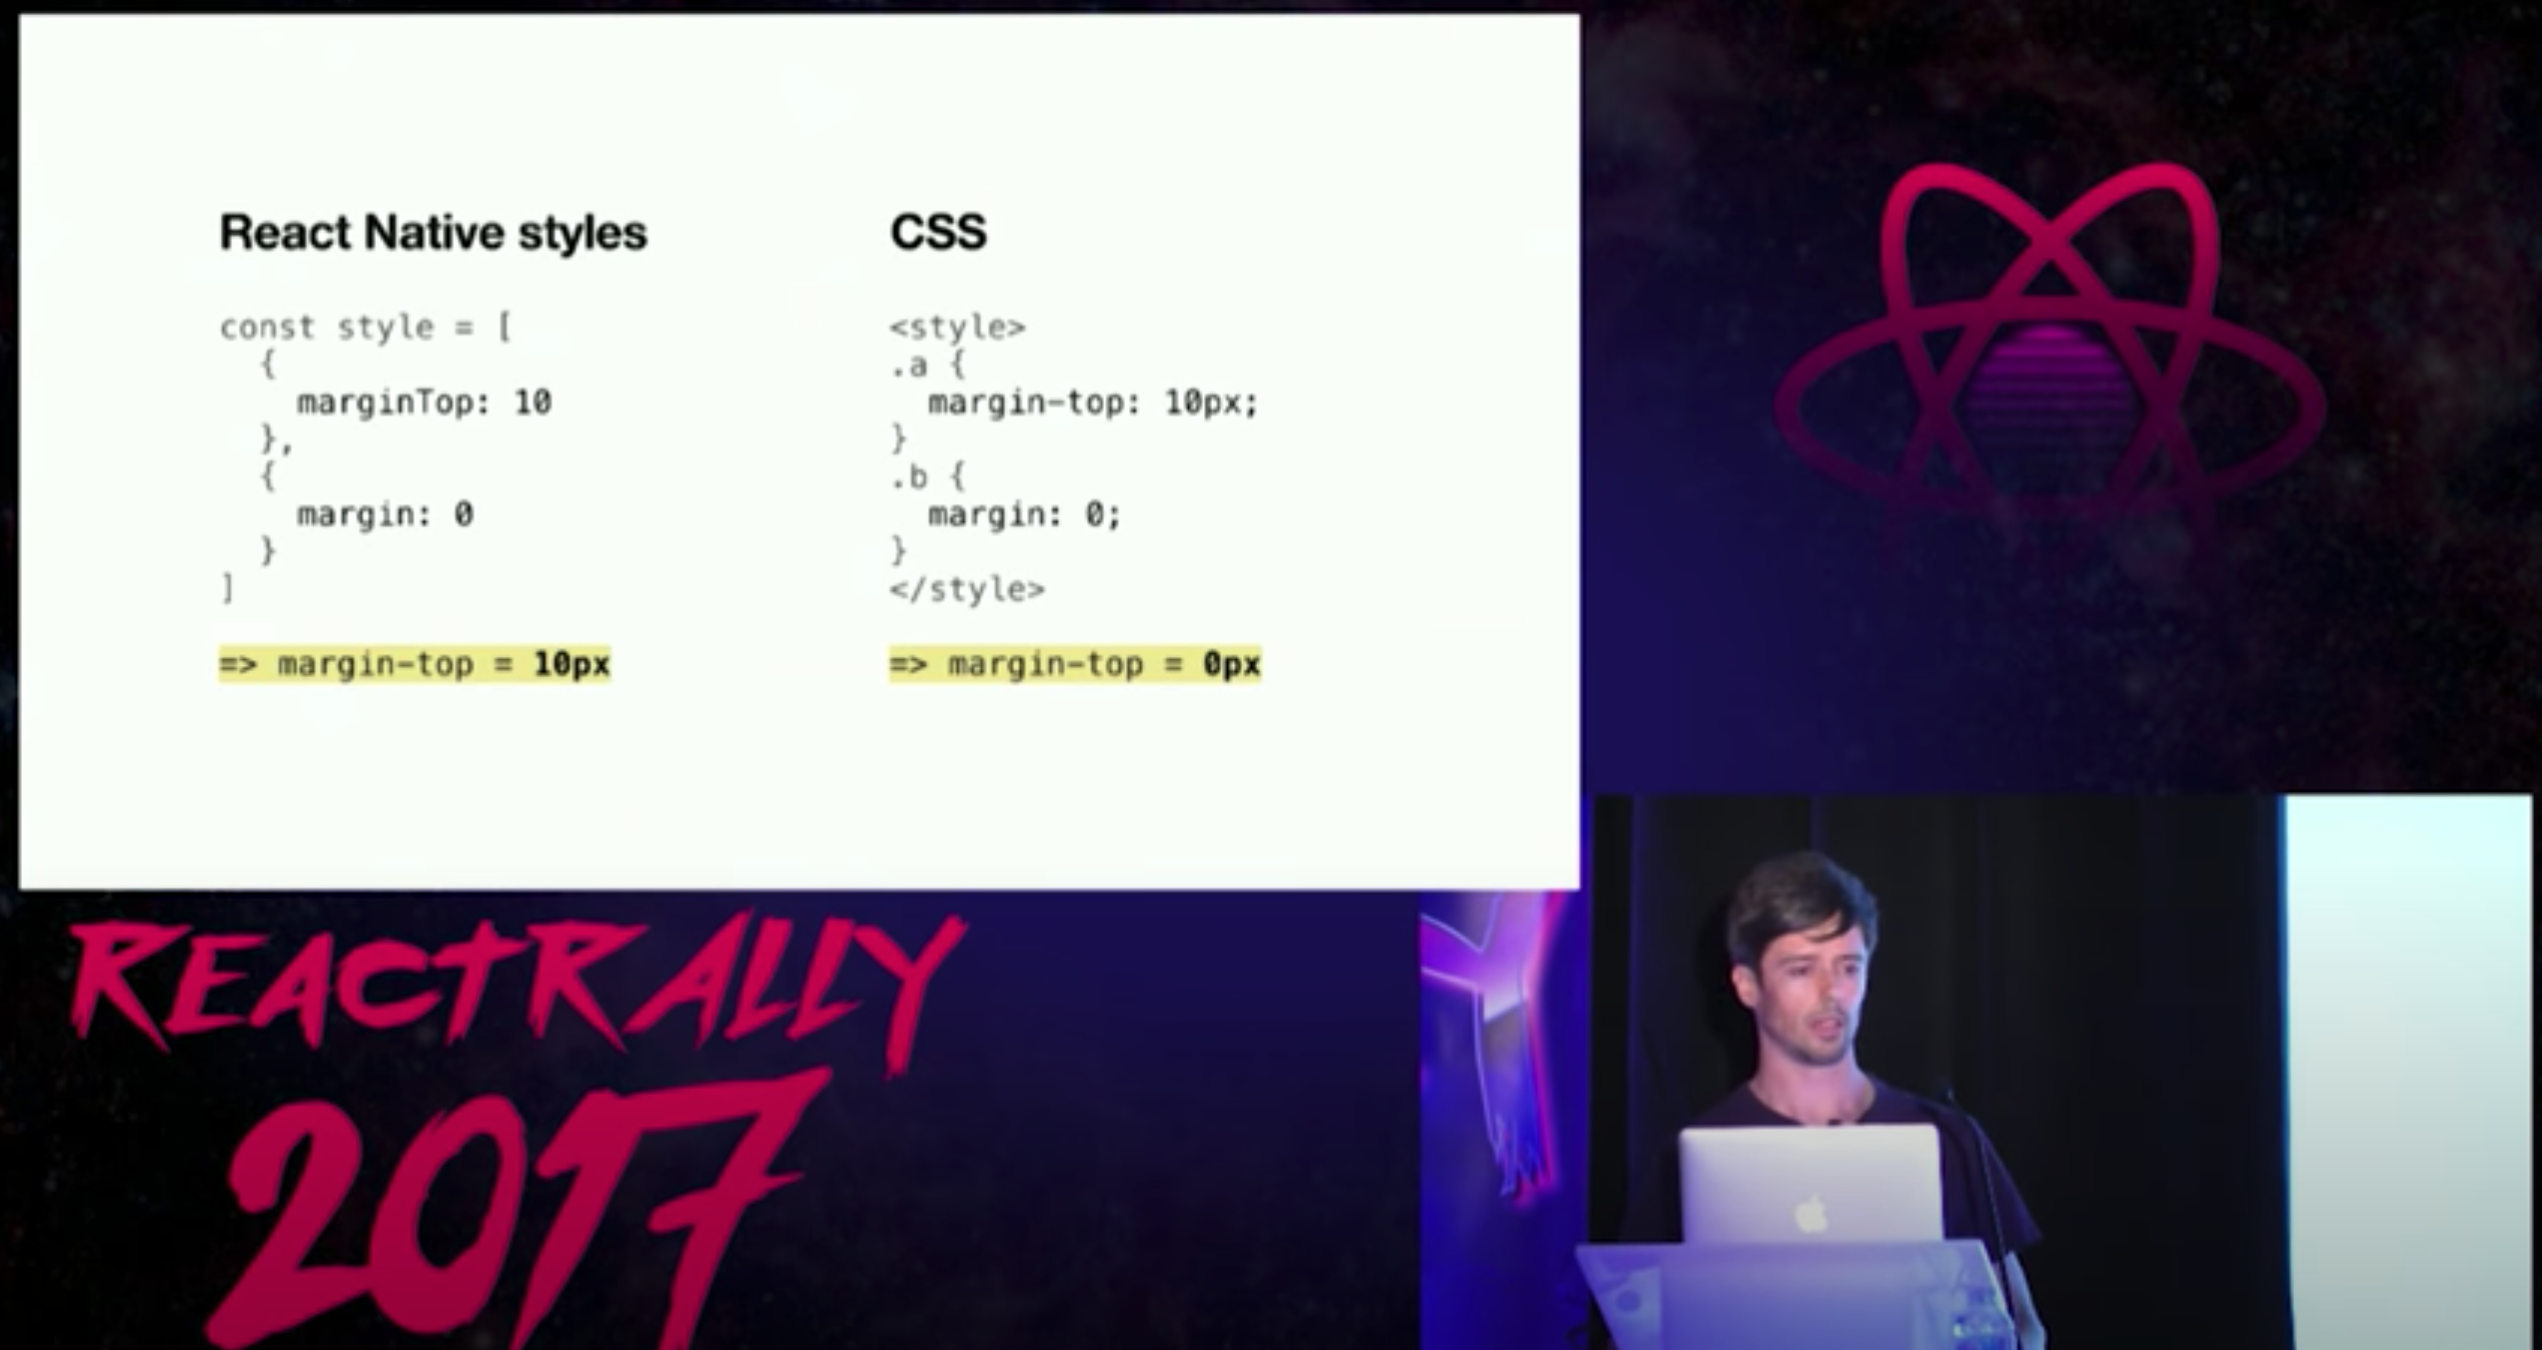 React Native styles
const style = [
  {
    marginTop: 10
  },
  {
    margin: 0
  }
]
=> margin-top = 10px
CSS
<style>
.a {
  margin-top: 10px;
}
.b {
  margin: 0;
}
</style>
=> margin-top = 0px
REACTRALLY
2017